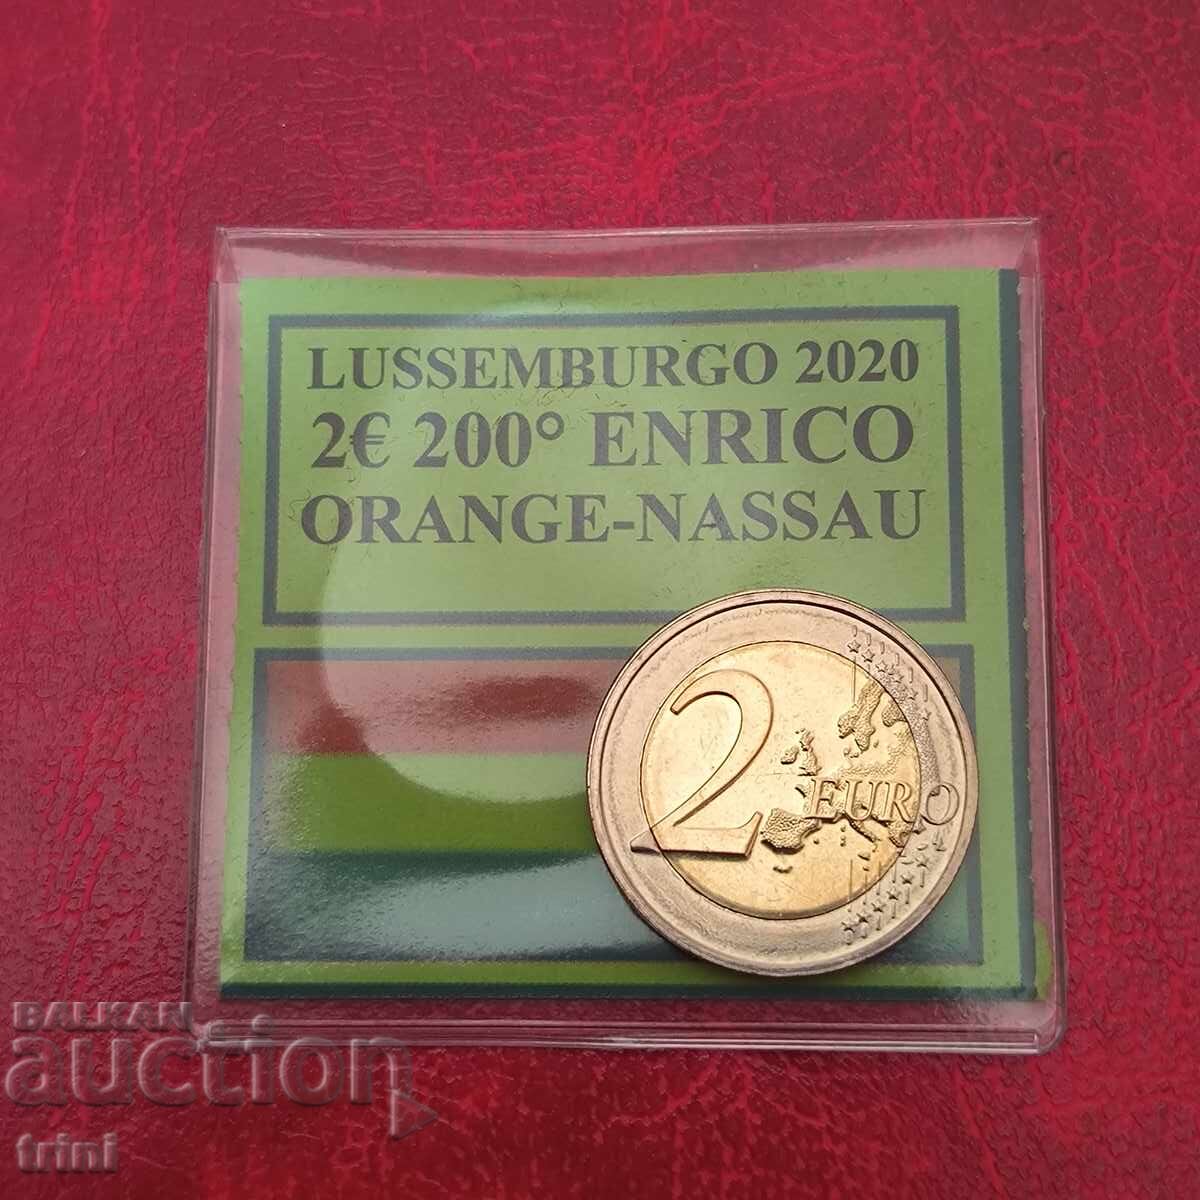 LUSSEMBURGO 2020
2€ 200° ENRICO
ORANGE-NASSAU
2
EURO
BALKAN
auction
trini